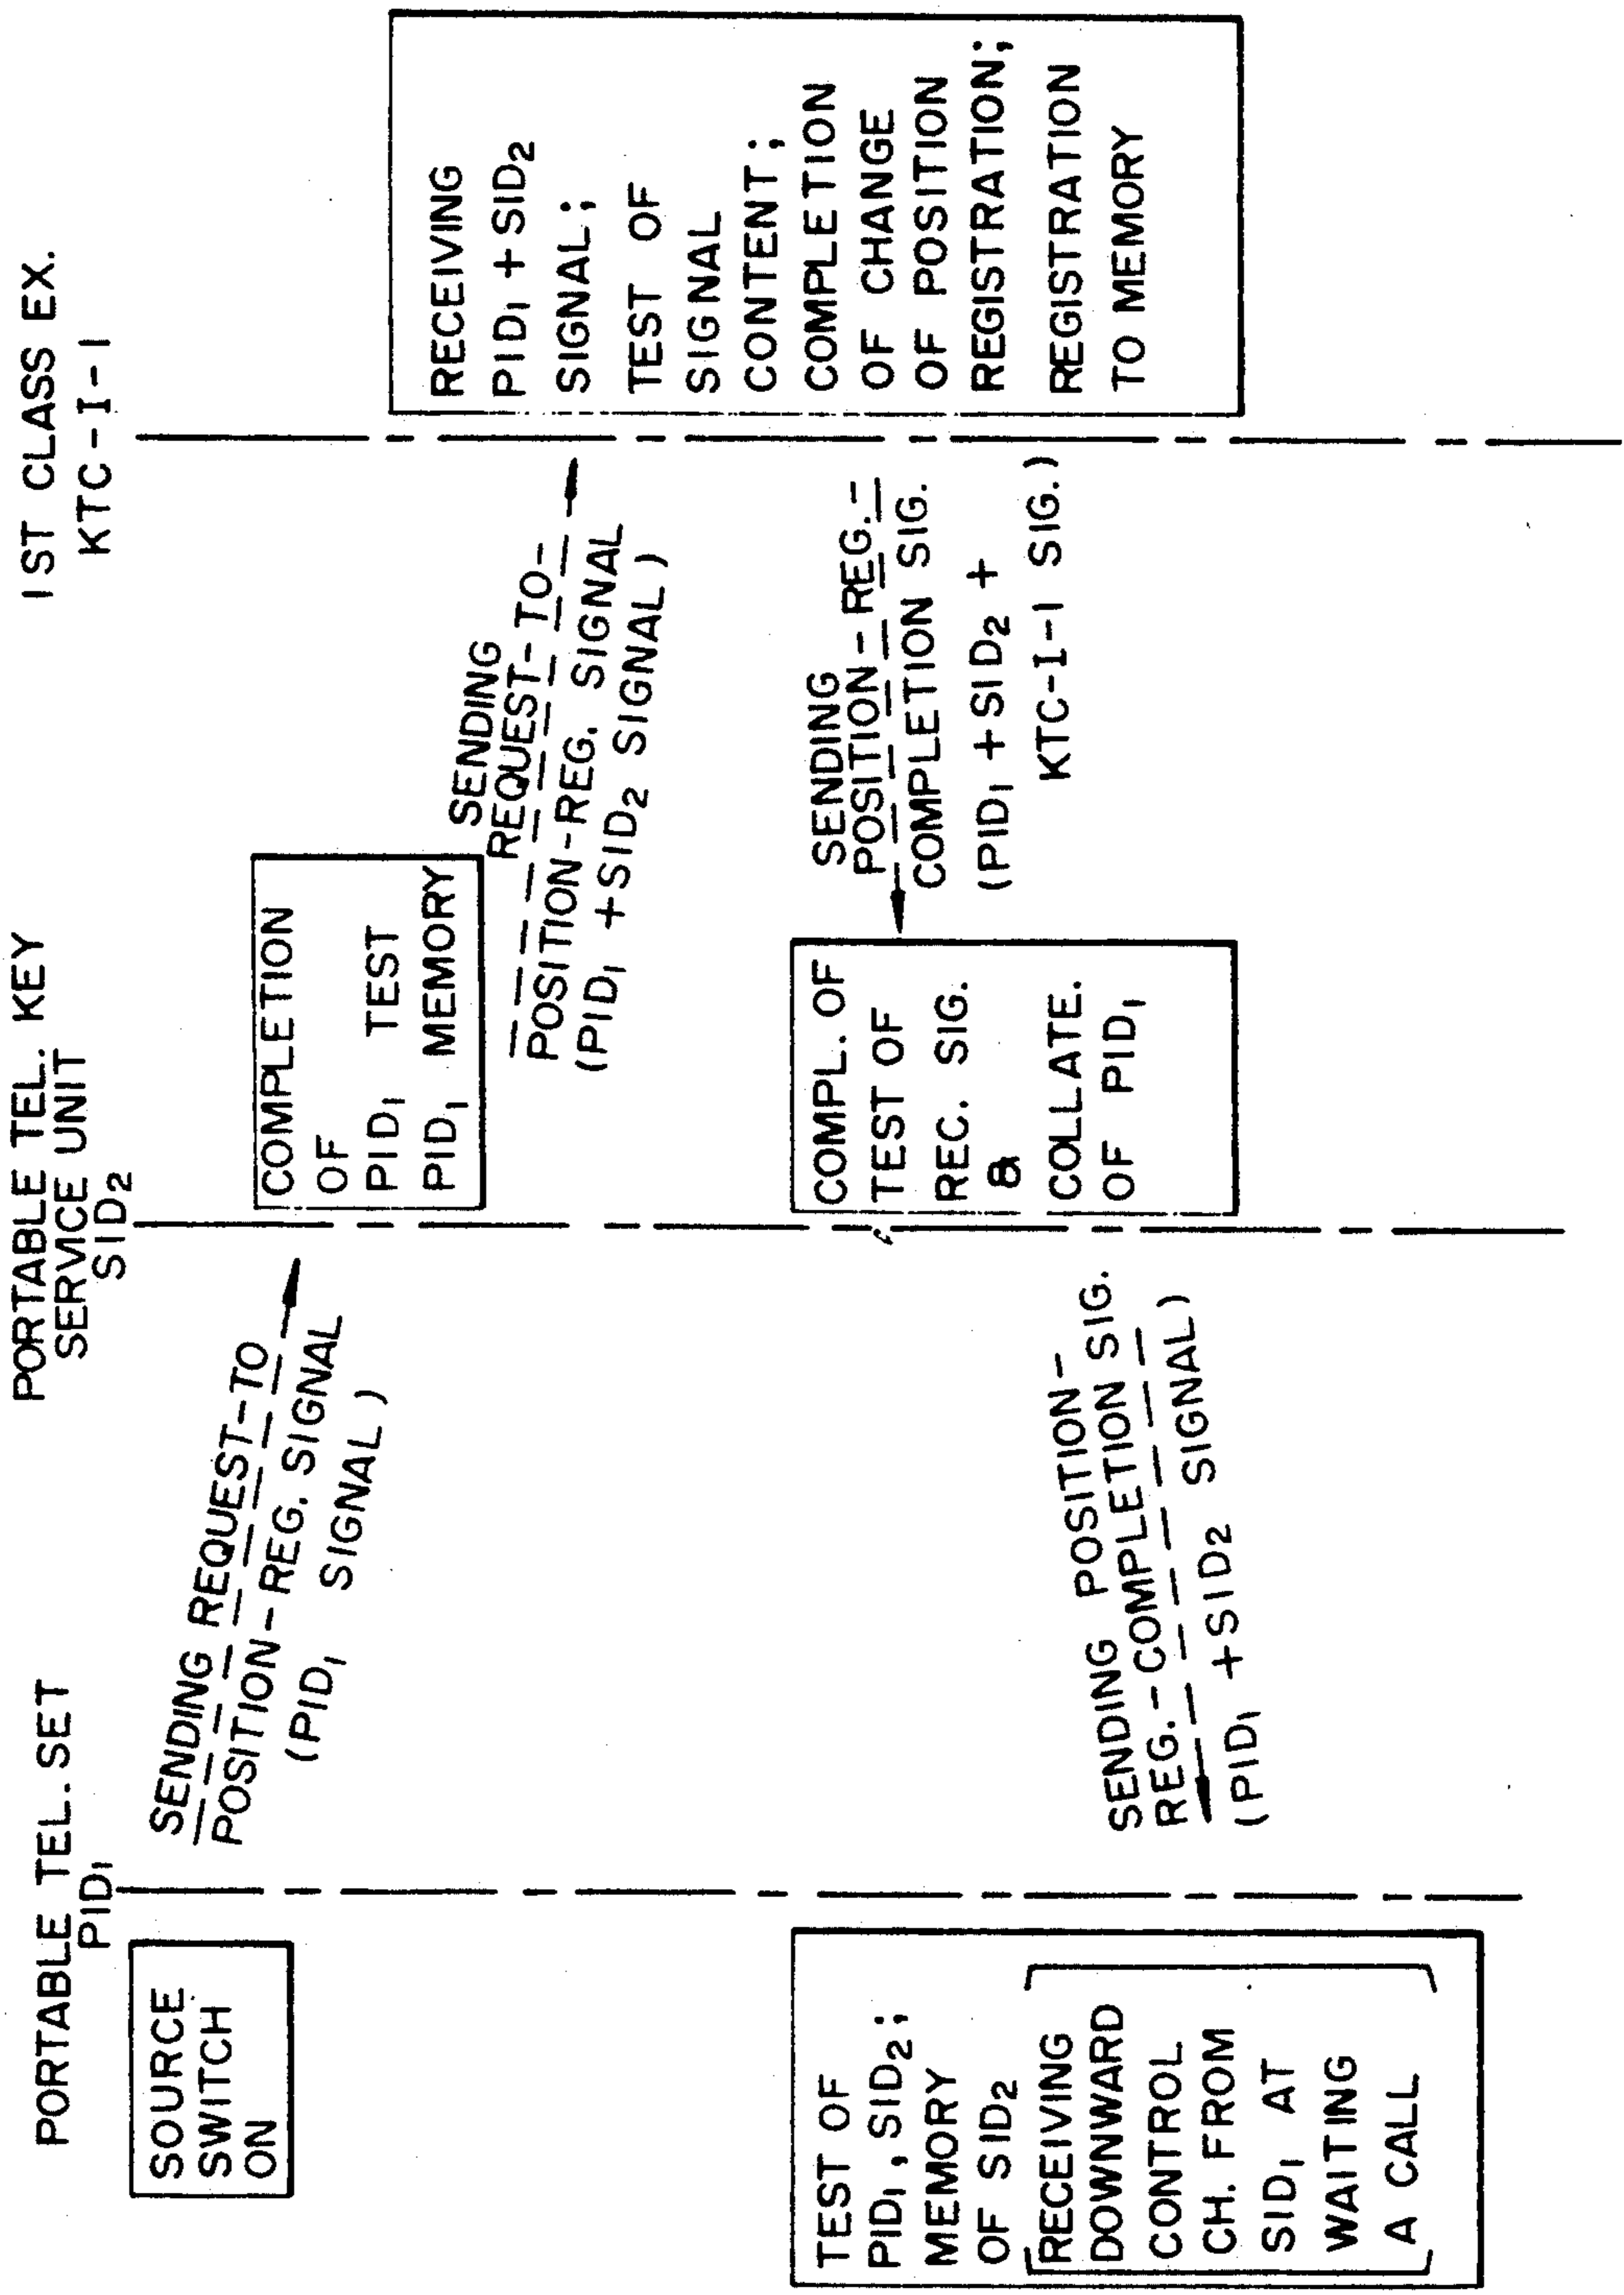 PORTABLE TEL. SET
PID₁
PORTABLE TEL. KEY
SERVICE UNIT
SID₂
1ST CLASS EX.
KTC-I-1
SOURCE
SWITCH
ON
SENDING REQUEST-TO
POSITION-REG. SIGNAL
(PID₁ SIGNAL)
COMPLETION
OF
PID₁ TEST
PID₁ MEMORY
SENDING
REQUEST-TO-
POSITION-REG. SIGNAL
(PID₁ +SID₂ SIGNAL)
RECEIVING
PID₁ + SID₂
SIGNAL;
TEST OF
SIGNAL
CONTENT;
COMPLETION
OF CHANGE
OF POSITION
REGISTRATION;
REGISTRATION
TO MEMORY
SENDING
POSITION-REG.-
COMPLETION SIG.
(PID₁ +SID₂ +
KTC-I-1 SIG.)
COMPL. OF
TEST OF
REC. SIG.
&
COLLATE.
OF PID₁
SENDING POSITION-
REG.-COMPLETION SIG.
(PID₁ +SID₂ SIGNAL)
TEST OF
PID₁, SID₂;
MEMORY
OF SID₂
[RECEIVING
DOWNWARD
CONTROL
CH. FROM
SID₁ AT
WAITING
A CALL]